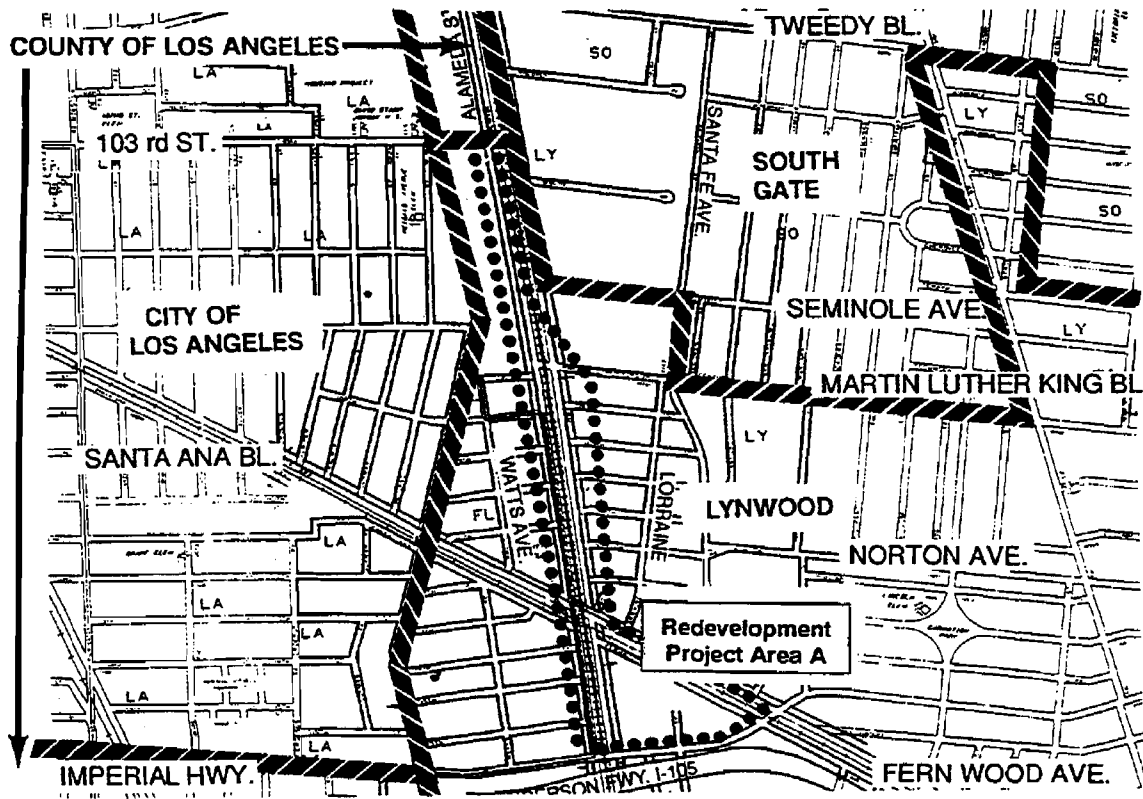 TWEEDY BL.
COUNTY OF LOS ANGELES
ALAMEDA ST
LA
LA
LA
SO
SO
LY
103 rd ST.
LY
SANTA FE AVE
SOUTH
GATE
SO
LA
LA
SO
CITY OF
LOS ANGELES
SEMINOLE AVE.
LY
MARTIN LUTHER KING BL
SANTA ANA BL.
WATTS AVE.
LORRAINE
LY
FL
LYNWOOD
LA
NORTON AVE.
LA
LA
Redevelopment
Project Area A
LA
LA
IMPERIAL HWY.
ERSON FWY. I-105
FERN WOOD AVE.